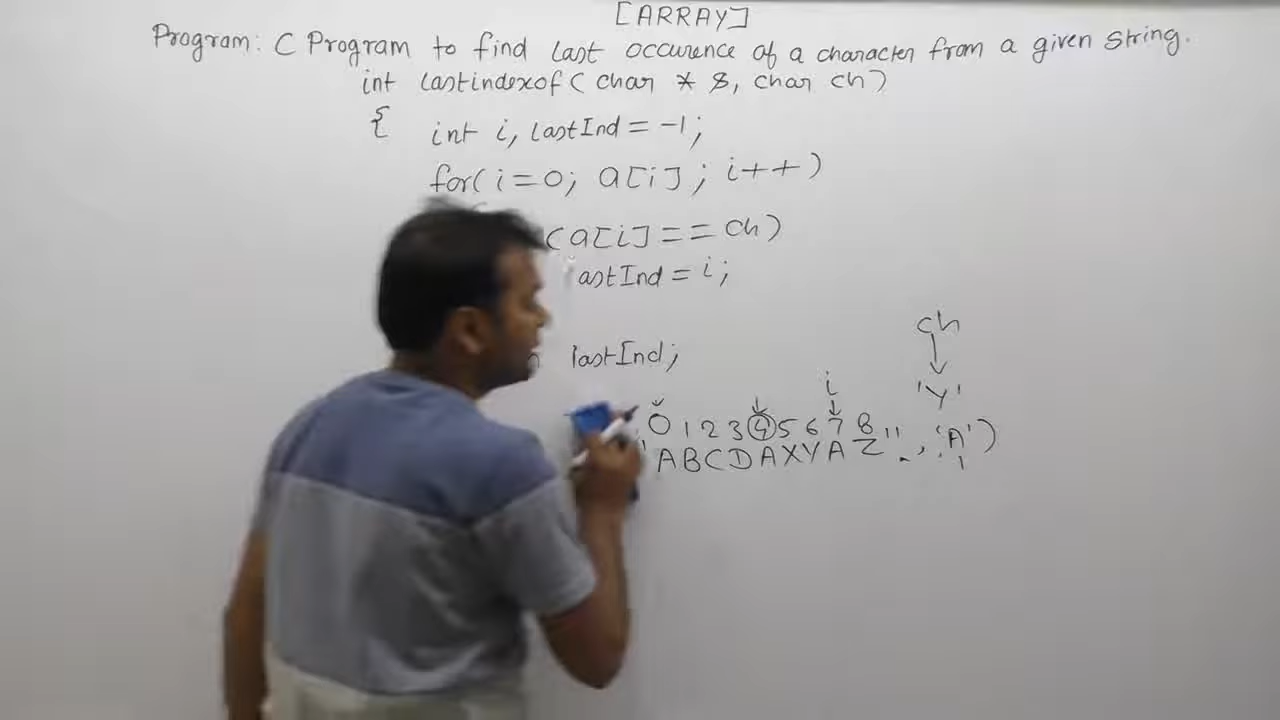 [ARRAY]
Program: C Program to find last occurence of a character from a given string.
int lastindexof( char * s, char ch)
{ int i, lastInd = -1;
for( i=0; a[i]; i++)
(a[i] == ch)
astInd = i;
lastInd;
ch
'Y'
i
0 1 2 3 4 5 6 7 8
ABCDAXYAZ", 'A')